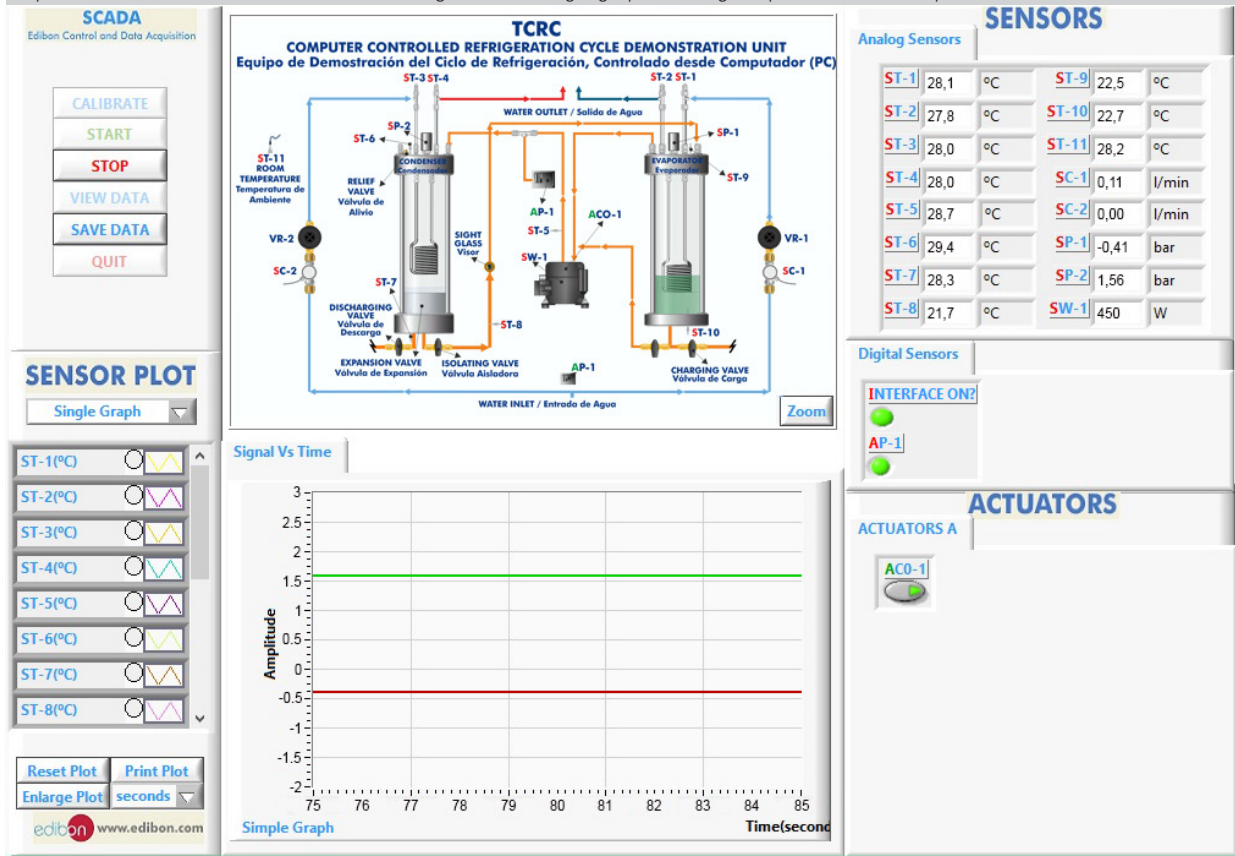 SCADA
Edibon Control and Data Acquisition
CALIBRATE
START
STOP
VIEW DATA
SAVE DATA
QUIT
SENSOR PLOT
Single Graph
ST-1(ºC)
ST-2(ºC)
ST-3(ºC)
ST-4(ºC)
ST-5(ºC)
ST-6(ºC)
ST-7(ºC)
ST-8(ºC)
Reset Plot Print Plot
Enlarge Plot seconds
edibon www.edibon.com
TCRC
COMPUTER CONTROLLED REFRIGERATION CYCLE DEMONSTRATION UNIT
Equipo de Demostración del Ciclo de Refrigeración, Controlado desde Computador (PC)
ST-3 ST-4
ST-2 ST-1
WATER OUTLET / Salida de Agua
SP-2
ST-6
SP-1
ST-11
ROOM
TEMPERATURE
Temperatura de
Ambiente
CONDENSER
Condensador
EVAPORATOR
Evaporador
ST-9
RELIEF
VALVE
Válvula de
Alivio
AP-1
ACO-1
ST-5
VR-2
SIGHT
GLASS
Visor
VR-1
SW-1
SC-2
SC-1
ST-7
DISCHARGING
VALVE
Válvula de
Descarga
ST-8
ST-10
EXPANSION VALVE
Válvula de Expansión
ISOLATING VALVE
Válvula Aisladora
AP-1
CHARGING VALVE
Válvula de Carga
WATER INLET / Entrada de Agua
Zoom
Signal Vs Time
Amplitude
3
2.5
2
1.5
1
0.5
0
-0.5
-1
-1.5
-2
75 76 77 78 79 80 81 82 83 84 85
Simple Graph
Time(second
SENSORS
Analog Sensors
ST-1 28,1 ºC ST-9 22,5 ºC
ST-2 27,8 ºC ST-10 22,7 ºC
ST-3 28,0 ºC ST-11 28,2 ºC
ST-4 28,0 ºC SC-1 0,11 l/min
ST-5 28,7 ºC SC-2 0,00 l/min
ST-6 29,4 ºC SP-1 -0,41 bar
ST-7 28,3 ºC SP-2 1,56 bar
ST-8 21,7 ºC SW-1 450 W
Digital Sensors
INTERFACE ON?
AP-1
ACTUATORS
ACTUATORS A
AC0-1